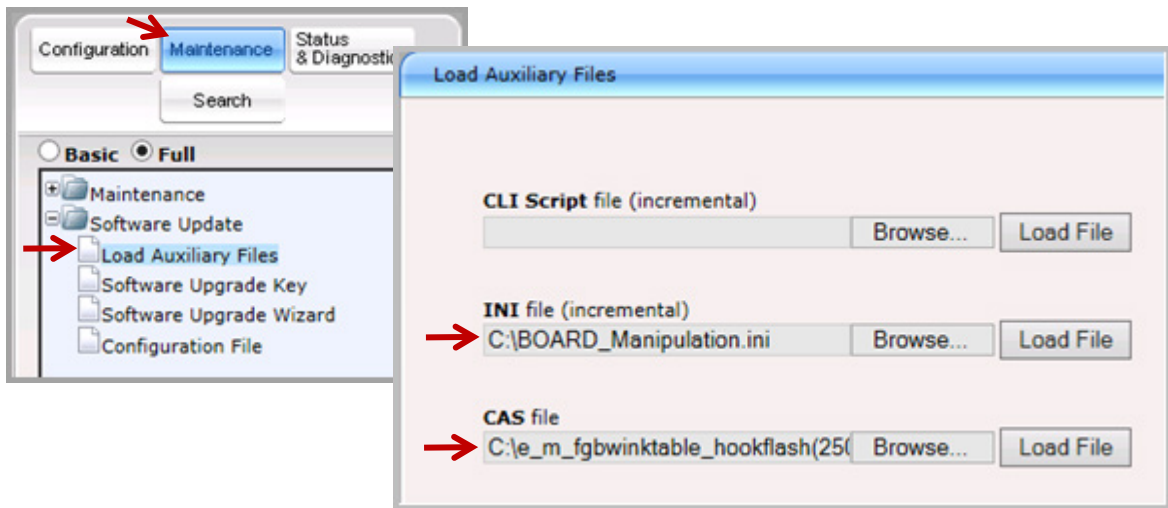 Configuration
Maintenance
Status
& Diagnostic
Search
Basic Full
Maintenance
Software Update
Load Auxiliary Files
Software Upgrade Key
Software Upgrade Wizard
Configuration File
Load Auxiliary Files
CLI Script file (incremental)
Browse... Load File
INI file (incremental)
C:\BOARD_Manipulation.ini Browse... Load File
CAS file
C:\e_m_fgbwinktable_hookflash(250 Browse... Load File